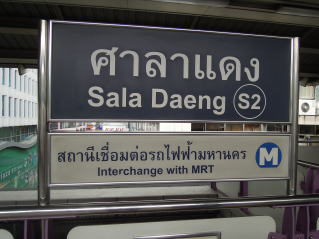 ศาลาแดง
Sala Daeng S2
สถานีเชื่อมต่อรถไฟฟ้ามหานคร M
Interchange with MRT